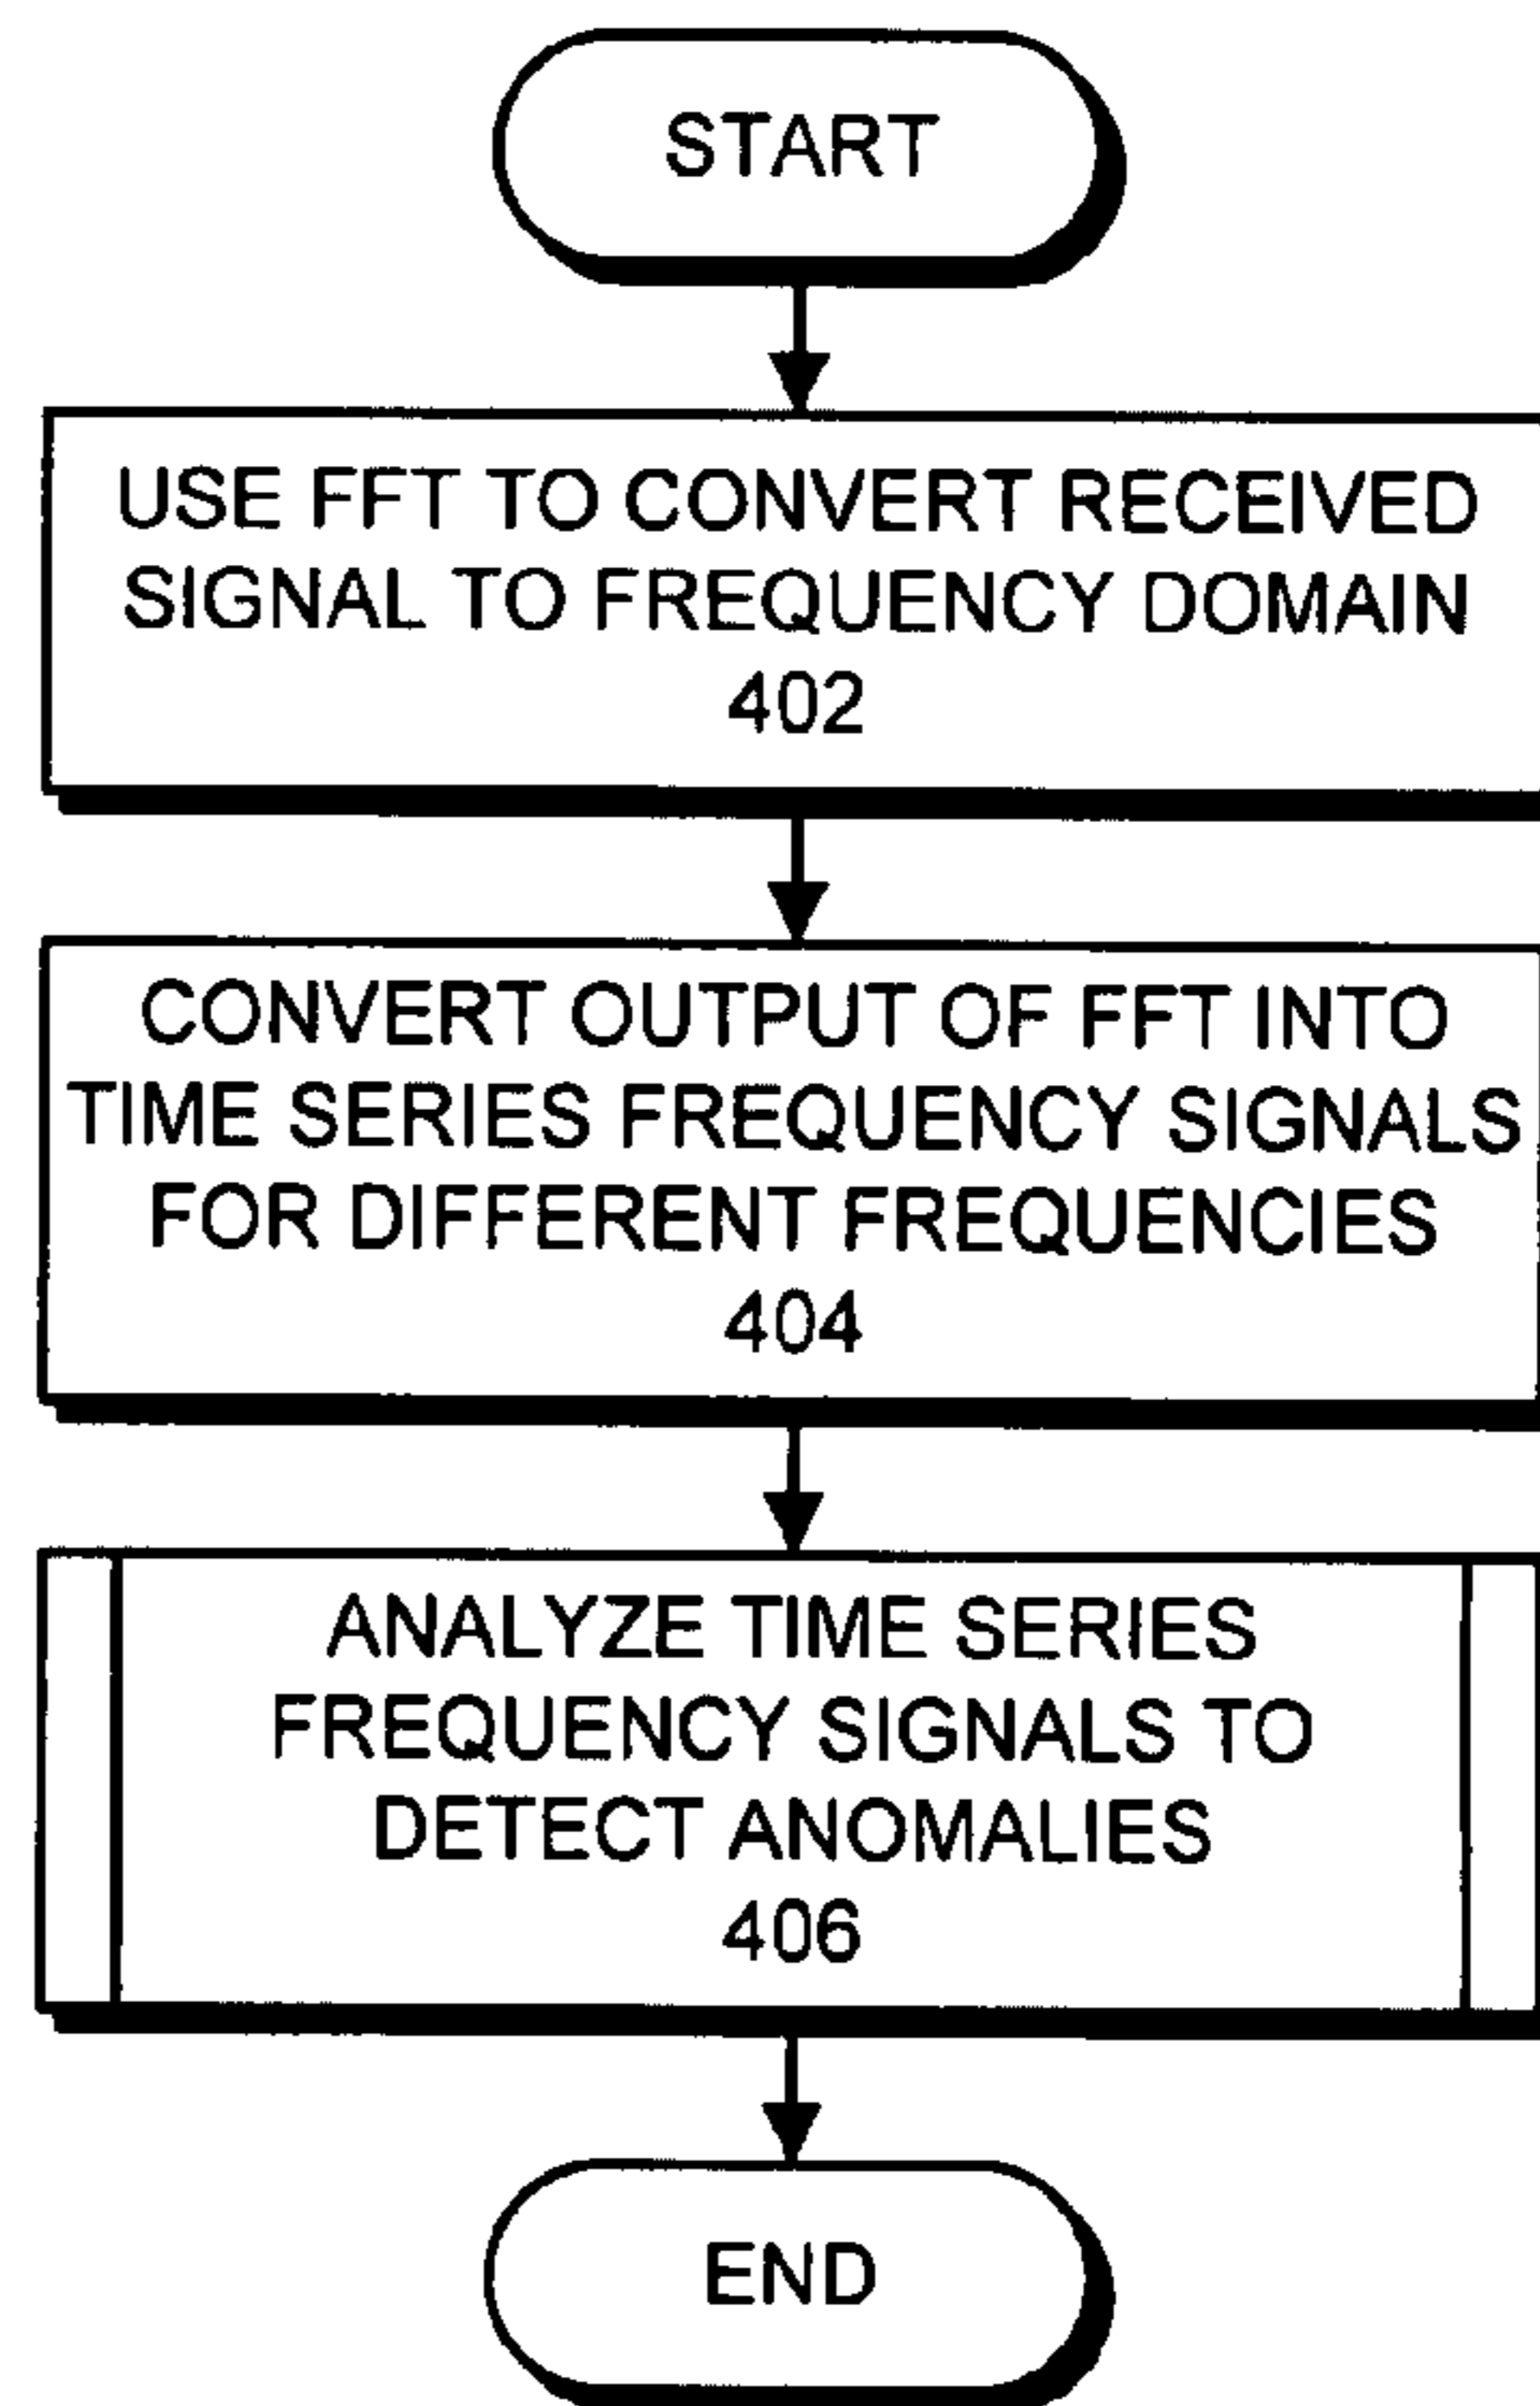 START
USE FFT TO CONVERT RECEIVED
SIGNAL TO FREQUENCY DOMAIN
402
CONVERT OUTPUT OF FFT INTO
TIME SERIES FREQUENCY SIGNALS
FOR DIFFERENT FREQUENCIES
404
ANALYZE TIME SERIES
FREQUENCY SIGNALS TO
DETECT ANOMALIES
406
END